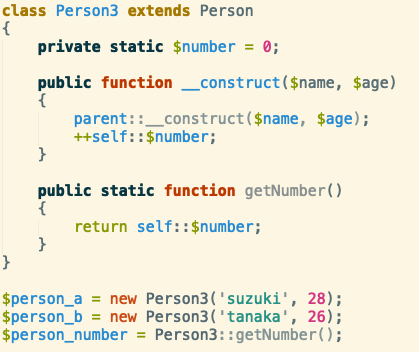 class Person3 extends Person
{
    private static $number = 0;

    public function __construct($name, $age)
    {
        parent::__construct($name, $age);
        ++self::$number;
    }

    public static function getNumber()
    {
        return self::$number;
    }
}

$person_a = new Person3('suzuki', 28);
$person_b = new Person3('tanaka', 26);
$person_number = Person3::getNumber();